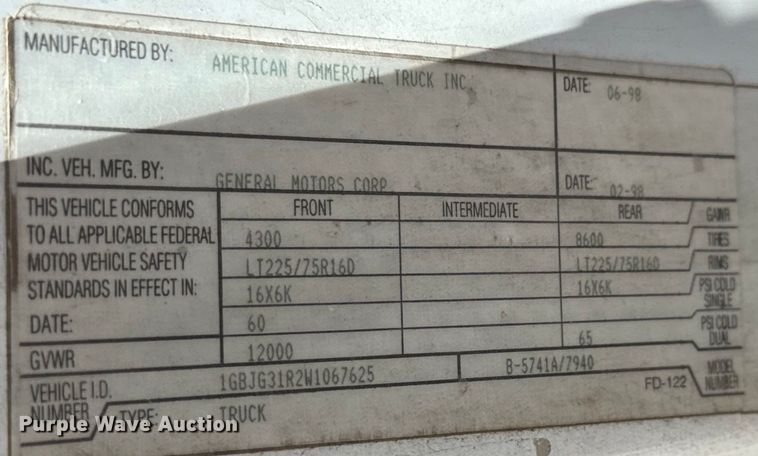 MANUFACTURED BY: AMERICAN COMMERCIAL TRUCK INC. DATE: 06-98
INC. VEH. MFG. BY: GENERAL MOTORS CORP DATE: 02-98
THIS VEHICLE CONFORMS FRONT INTERMEDIATE REAR GAWR
TO ALL APPLICABLE FEDERAL 4300 8600 TIRES
MOTOR VEHICLE SAFETY LT225/75R16D LT225/75R16D RIMS
STANDARDS IN EFFECT IN: 16X6K 16X6K PSI COLD SINGLE
DATE: 60 65 PSI COLD DUAL
GVWR 12000
VEHICLE I.D. NUMBER 1GBJG31R2W1067625 B-5741A/7940 MODEL NUMBER
TYPE: TRUCK FD-122
Purple Wave Auction